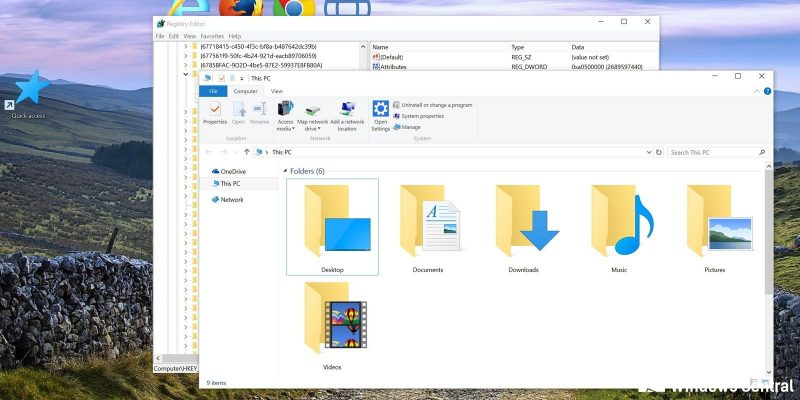 Registry Editor
File Edit View Favorites Help
{67718415-c450-4f3c-bf8a-b487642dc39b}
{677561f9-50fc-4b24-921d-eacb89706059}
{6785BFAC-9D2D-4be5-B7E2-59937E8FB80A}
Name Type Data
(Default) REG_SZ (value not set)
Attributes REG_DWORD 0xa0500000 (2689597440)
Quick access
This PC
File Computer View
Properties
Open
Rename
Access media
Map network drive
Add a network location
Open Settings
Uninstall or change a program
System properties
Manage
Location Network System
This PC
Search This PC
OneDrive
This PC
Network
Folders (6)
Desktop Documents Downloads Music Pictures
Videos
9 items
Computer\HKEY_
Windows Central